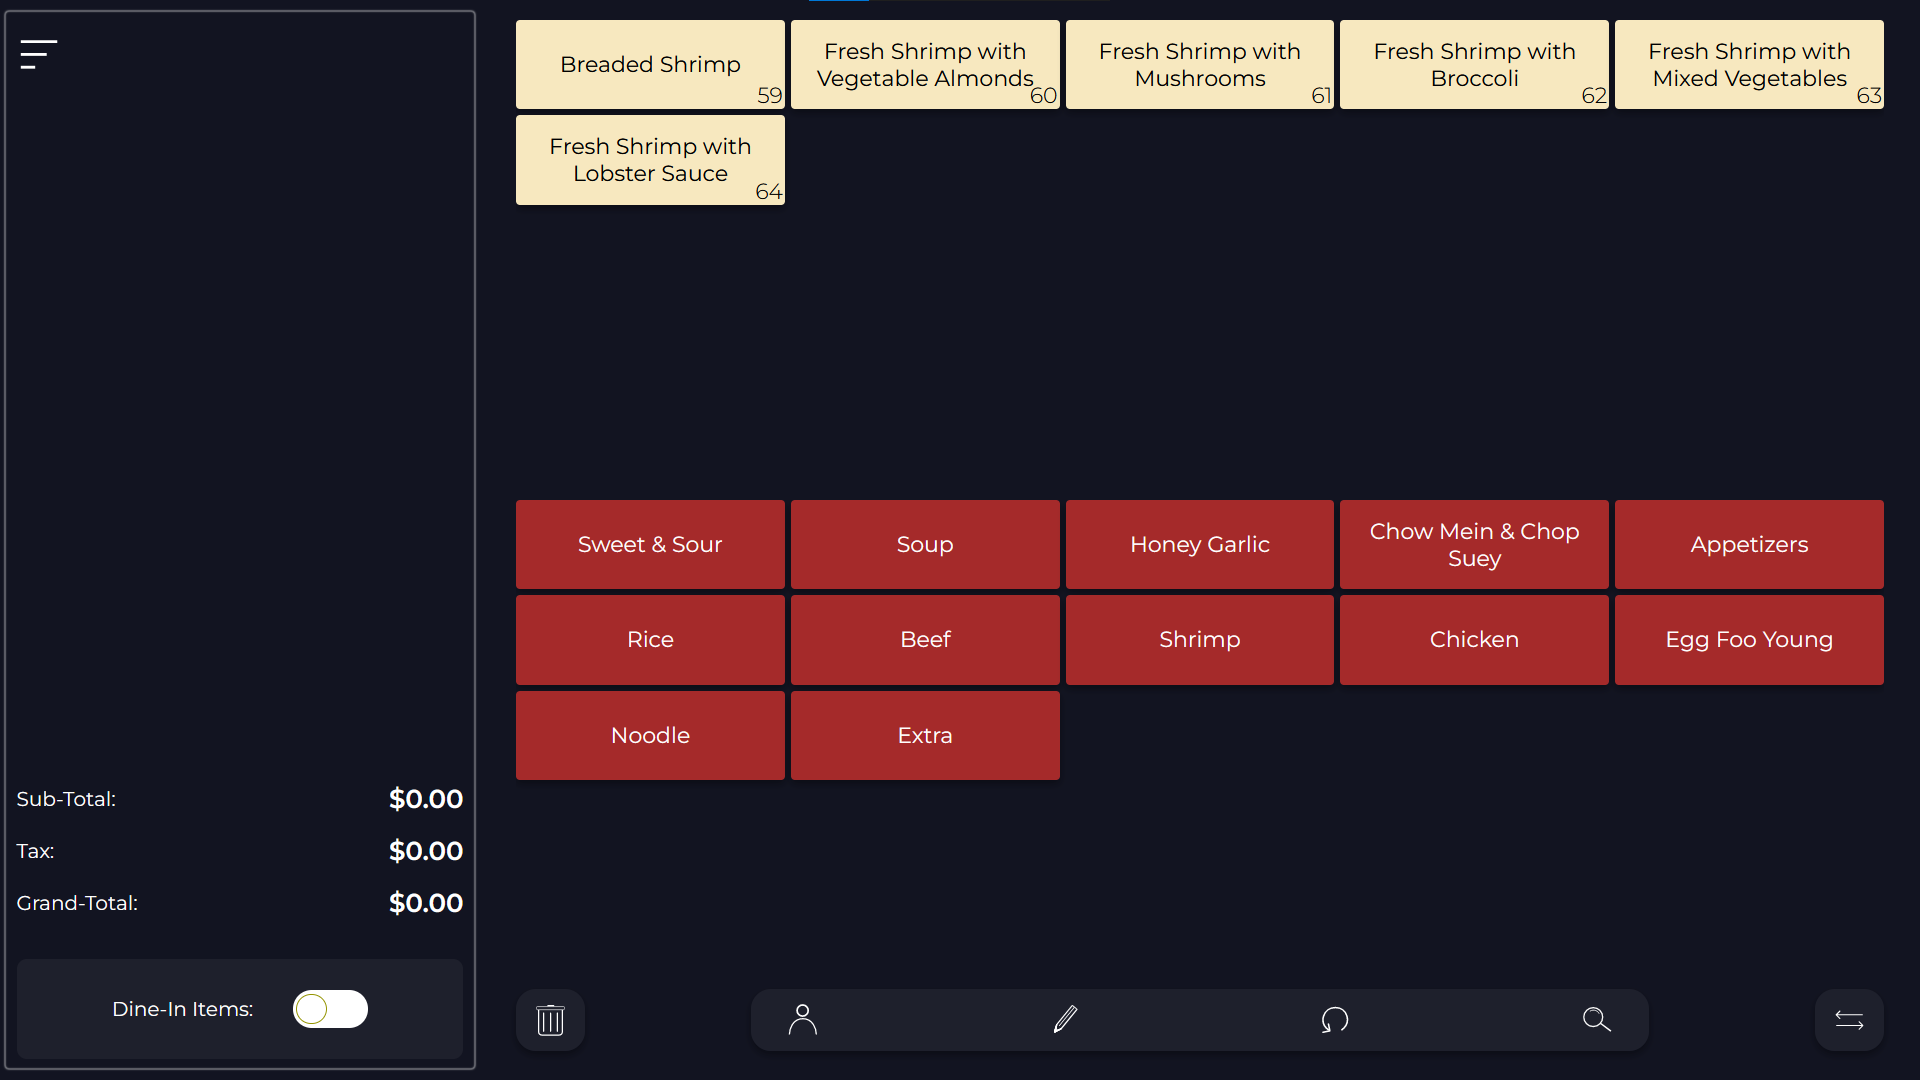 Breaded Shrimp
59
Fresh Shrimp with
Vegetable Almonds
60
Fresh Shrimp with
Mushrooms
61
Fresh Shrimp with
Broccoli
62
Fresh Shrimp with
Mixed Vegetables
63
Fresh Shrimp with
Lobster Sauce
64
Sweet & Sour
Soup
Honey Garlic
Chow Mein & Chop
Suey
Appetizers
Rice
Beef
Shrimp
Chicken
Egg Foo Young
Noodle
Extra
Sub-Total: $0.00
Tax: $0.00
Grand-Total: $0.00
Dine-In Items: